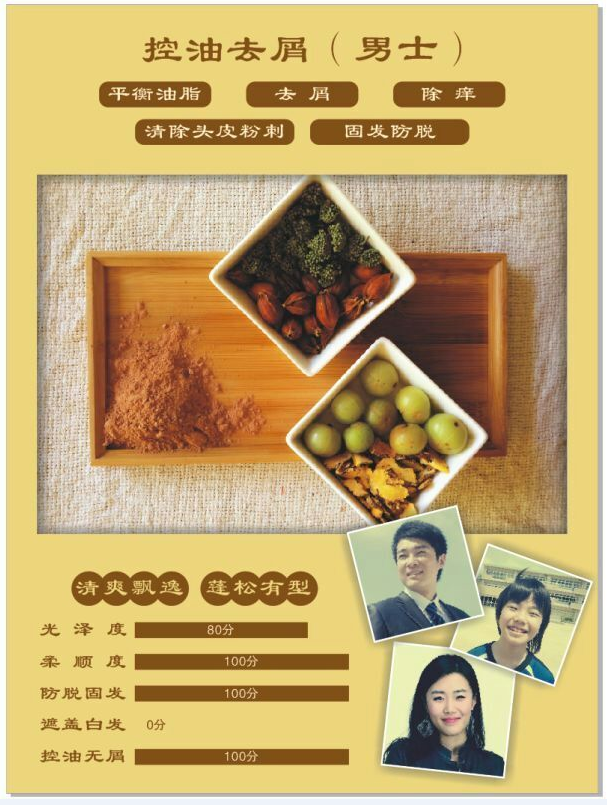 控油去屑（男士）
平衡油脂 去 屑 除 痒
清除头皮粉刺 固发防脱
清爽飘逸 蓬松有型
光 泽 度 80分
柔 顺 度 100分
防脱固发 100分
遮盖白发 0分
控油无屑 100分